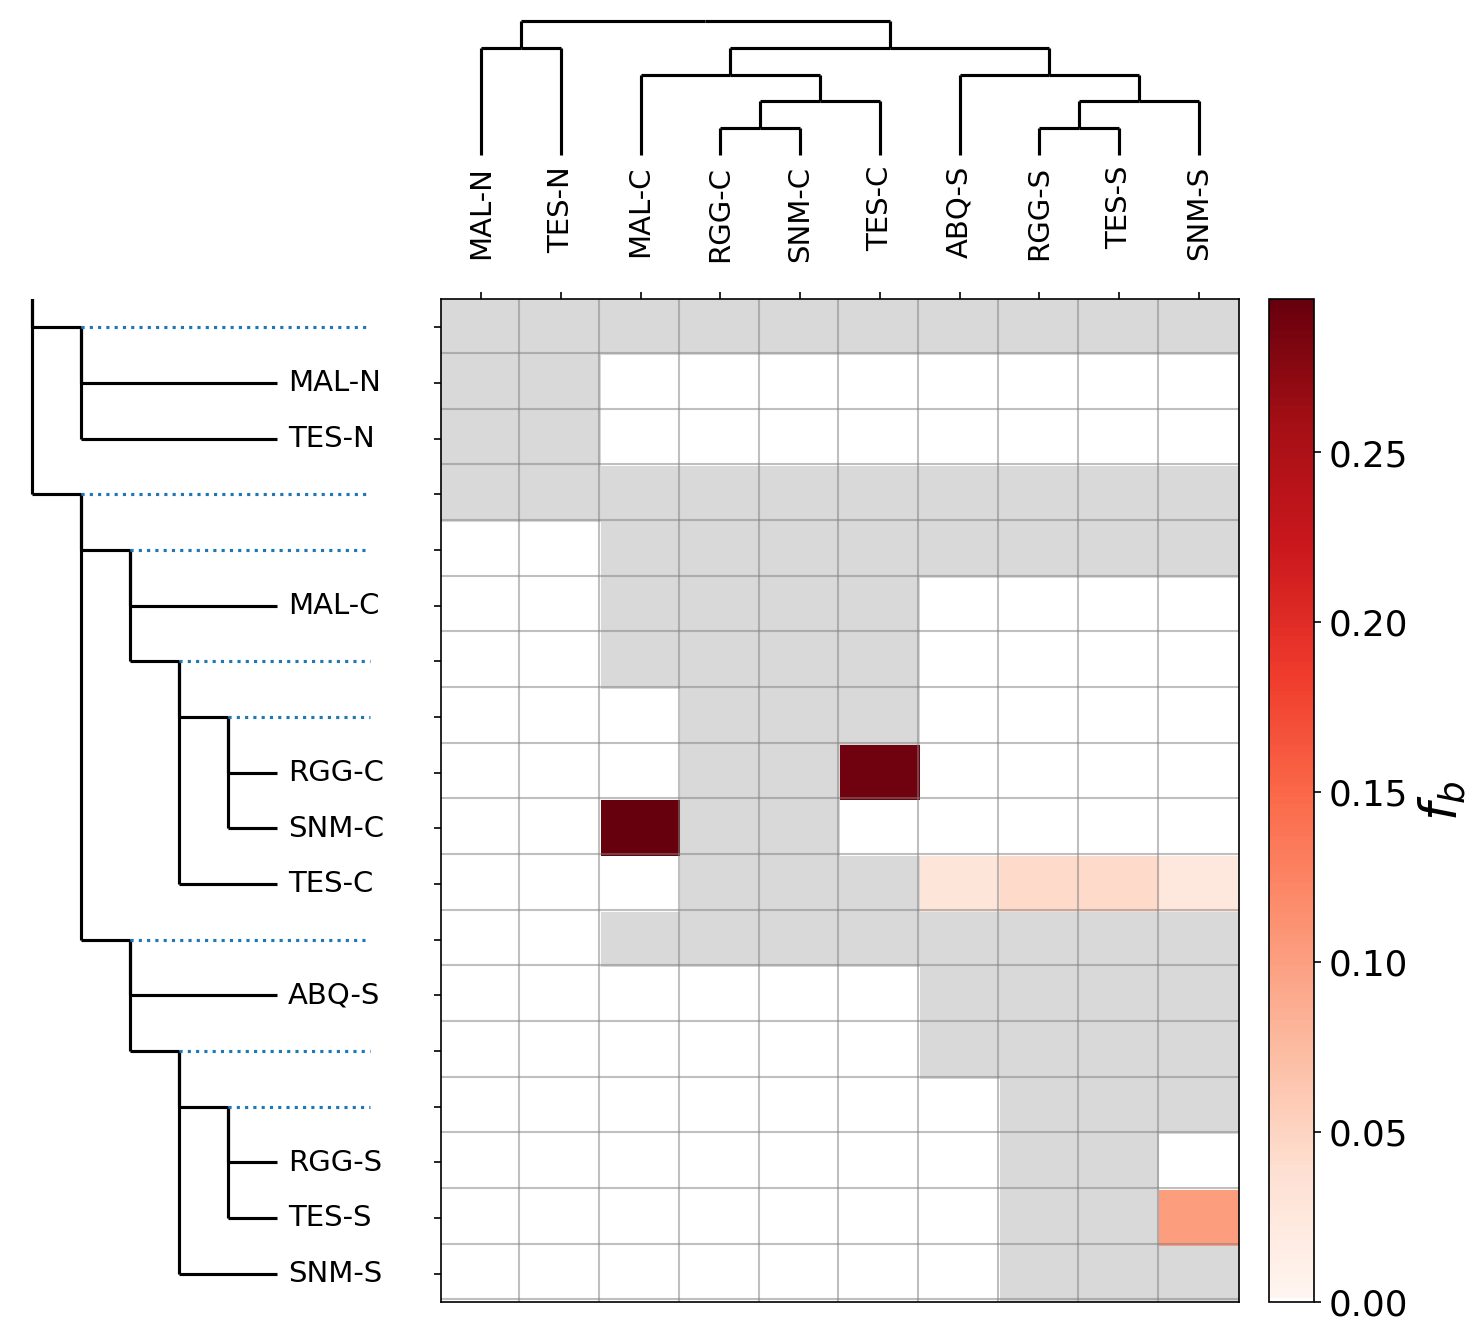 MAL-N
TES-N
MAL-C
RGG-C
SNM-C
TES-C
ABQ-S
RGG-S
TES-S
SNM-S
MAL-N
TES-N
MAL-C
RGG-C
SNM-C
TES-C
ABQ-S
RGG-S
TES-S
SNM-S
0.25
0.20
0.15
0.10
0.05
0.00
f_b